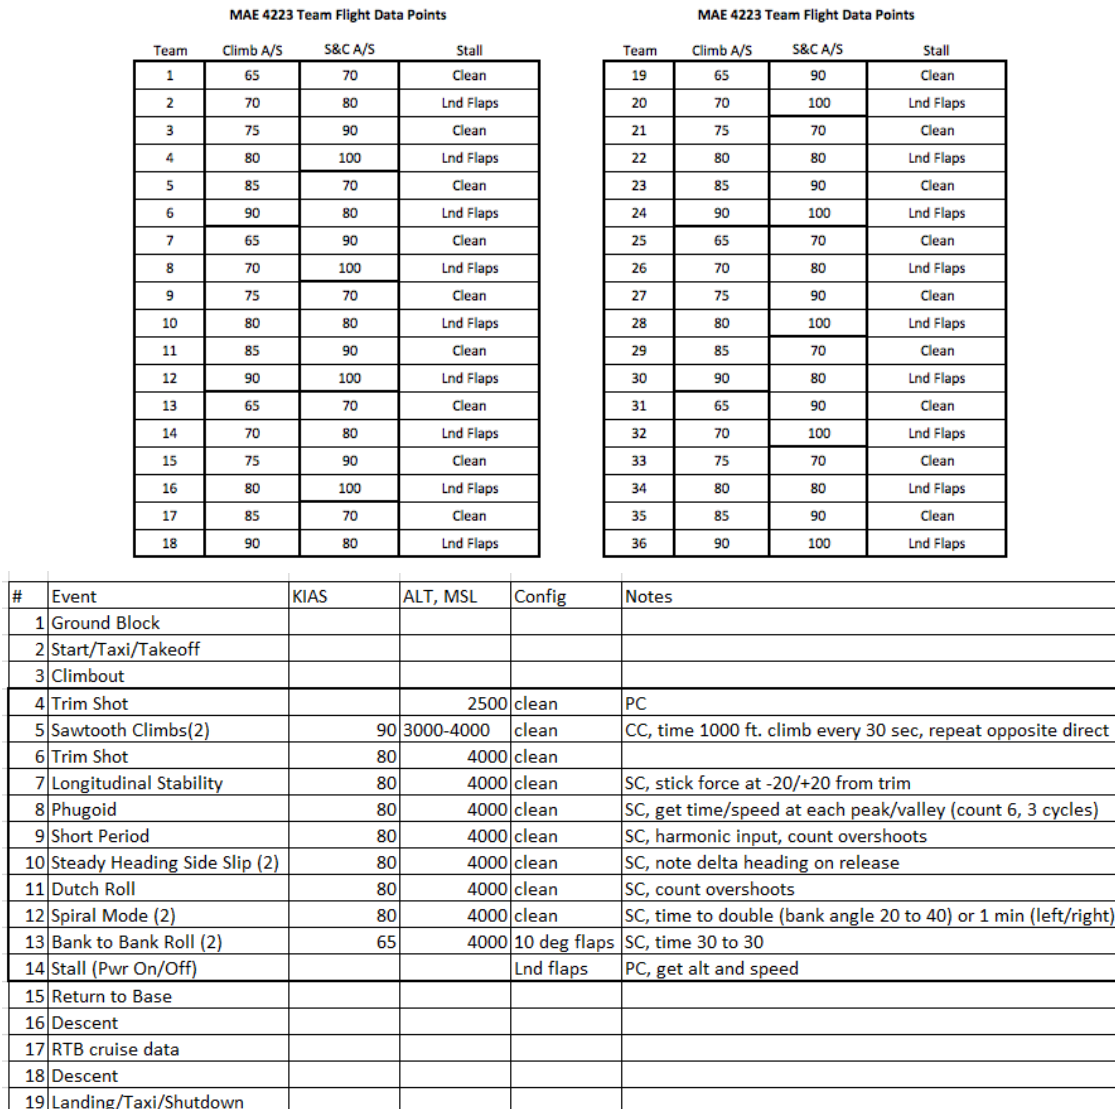 MAE 4223 Team Flight Data Points
Team Climb A/S S&C A/S Stall
1 65 70 Clean
2 70 80 Lnd Flaps
3 75 90 Clean
4 80 100 Lnd Flaps
5 85 70 Clean
6 90 80 Lnd Flaps
7 65 90 Clean
8 70 100 Lnd Flaps
9 75 70 Clean
10 80 80 Lnd Flaps
11 85 90 Clean
12 90 100 Lnd Flaps
13 65 70 Clean
14 70 80 Lnd Flaps
15 75 90 Clean
16 80 100 Lnd Flaps
17 85 70 Clean
18 90 80 Lnd Flaps
MAE 4223 Team Flight Data Points
Team Climb A/S S&C A/S Stall
19 65 90 Clean
20 70 100 Lnd Flaps
21 75 70 Clean
22 80 80 Lnd Flaps
23 85 90 Clean
24 90 100 Lnd Flaps
25 65 70 Clean
26 70 80 Lnd Flaps
27 75 90 Clean
28 80 100 Lnd Flaps
29 85 70 Clean
30 90 80 Lnd Flaps
31 65 90 Clean
32 70 100 Lnd Flaps
33 75 70 Clean
34 80 80 Lnd Flaps
35 85 90 Clean
36 90 100 Lnd Flaps
# Event KIAS ALT, MSL Config Notes
1 Ground Block
2 Start/Taxi/Takeoff
3 Climbout
4 Trim Shot 2500 clean PC
5 Sawtooth Climbs(2) 90 3000-4000 clean CC, time 1000 ft. climb every 30 sec, repeat opposite direct
6 Trim Shot 80 4000 clean
7 Longitudinal Stability 80 4000 clean SC, stick force at -20/+20 from trim
8 Phugoid 80 4000 clean SC, get time/speed at each peak/valley (count 6, 3 cycles)
9 Short Period 80 4000 clean SC, harmonic input, count overshoots
10 Steady Heading Side Slip (2) 80 4000 clean SC, note delta heading on release
11 Dutch Roll 80 4000 clean SC, count overshoots
12 Spiral Mode (2) 80 4000 clean SC, time to double (bank angle 20 to 40) or 1 min (left/right)
13 Bank to Bank Roll (2) 65 4000 10 deg flaps SC, time 30 to 30
14 Stall (Pwr On/Off) Lnd flaps PC, get alt and speed
15 Return to Base
16 Descent
17 RTB cruise data
18 Descent
19 Landing/Taxi/Shutdown